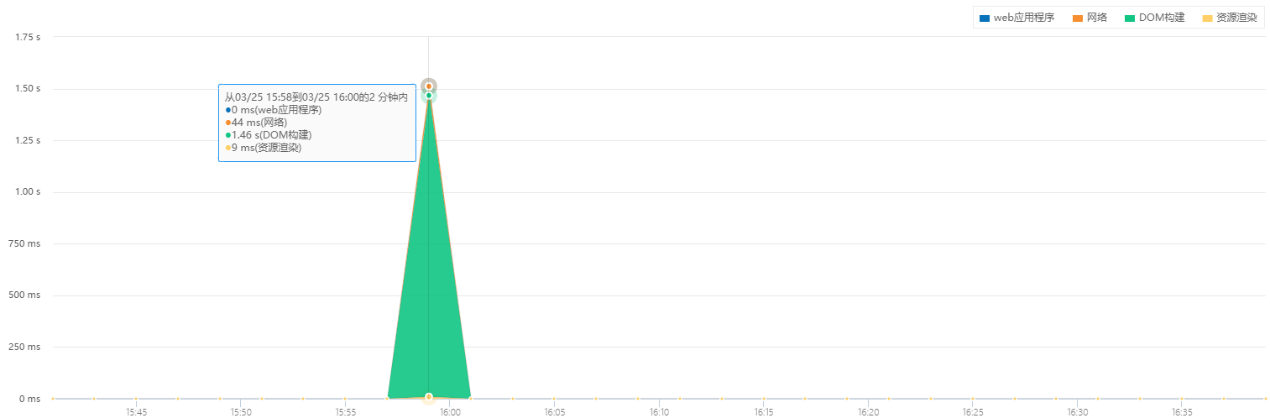 web应用程序 网络 DOM构建 资源渲染
1.75 s
1.50 s
从03/25 15:58到03/25 16:00的2 分钟内
0 ms(web应用程序)
44 ms(网络)
1.46 s(DOM构建)
9 ms(资源渲染)
1.25 s
1.00 s
750 ms
500 ms
250 ms
0 ms
15:45 15:50 15:55 16:00 16:05 16:10 16:15 16:20 16:25 16:30 16:35